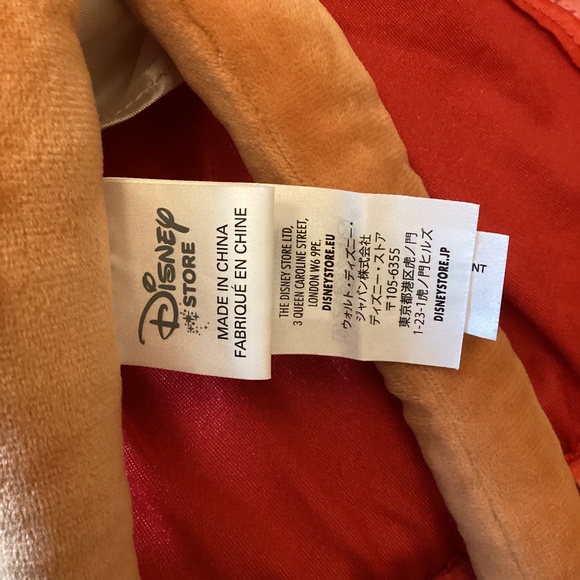 Disney
STORE
MADE IN CHINA
FABRIQUÉ EN CHINE
THE DISNEY STORE LTD,
3 QUEEN CAROLINE STREET,
LONDON W6 9PE.
DISNEYSTORE.EU
ウォルト・ディズニー・
ジャパン株式会社
ディズニー・ストア
〒105-6355
東京都港区虎ノ門
1-23-1虎ノ門ヒルズ
DISNEYSTORE.JP